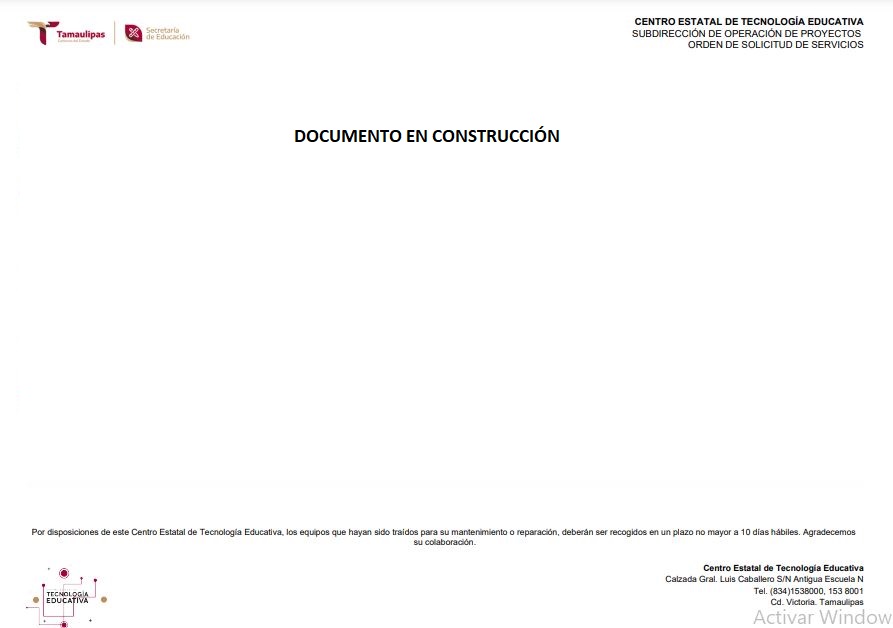 Tamaulipas
Secretaría
de Educación
CENTRO ESTATAL DE TECNOLOGÍA EDUCATIVA
SUBDIRECCIÓN DE OPERACIÓN DE PROYECTOS
ORDEN DE SOLICITUD DE SERVICIOS
DOCUMENTO EN CONSTRUCCIÓN
Por disposiciones de este Centro Estatal de Tecnología Educativa, los equipos que hayan sido traídos para su mantenimiento o reparación, deberán ser recogidos en un plazo no mayor a 10 días hábiles. Agradecemos
su colaboración.
TECNOLOGÍA
EDUCATIVA
Centro Estatal de Tecnología Educativa
Calzada Gral. Luis Caballero S/N Antigua Escuela N
Tel. (834)1538000, 153 8001
Cd. Victoria. Tamaulipas
Activar Window